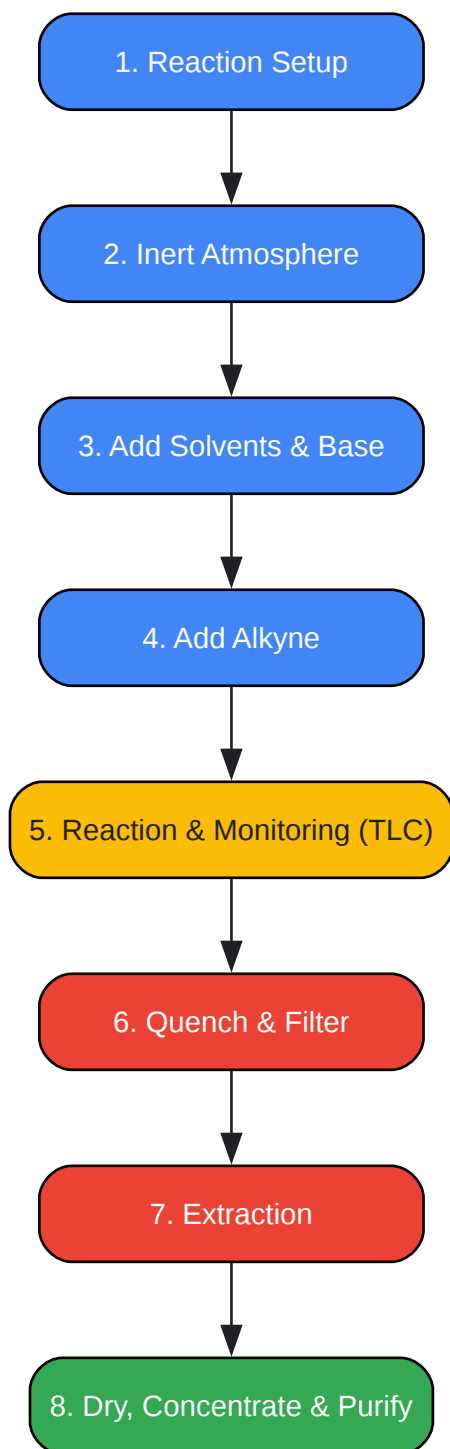 1. Reaction Setup
2. Inert Atmosphere
3. Add Solvents & Base
4. Add Alkyne
5. Reaction & Monitoring (TLC)
6. Quench & Filter
7. Extraction
8. Dry, Concentrate & Purify